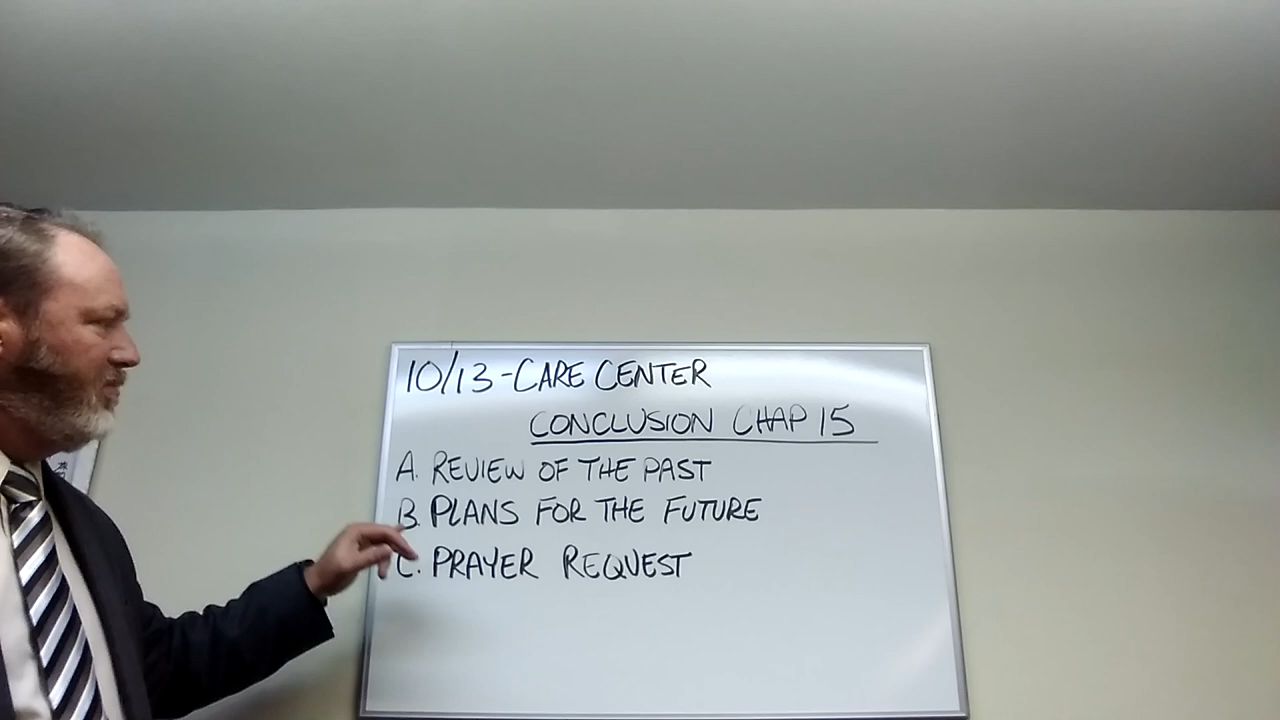 10/13-CARE CENTER
CONCLUSION CHAP 15
A. REVIEW OF THE PAST
B. PLANS FOR THE FUTURE
C. PRAYER REQUEST